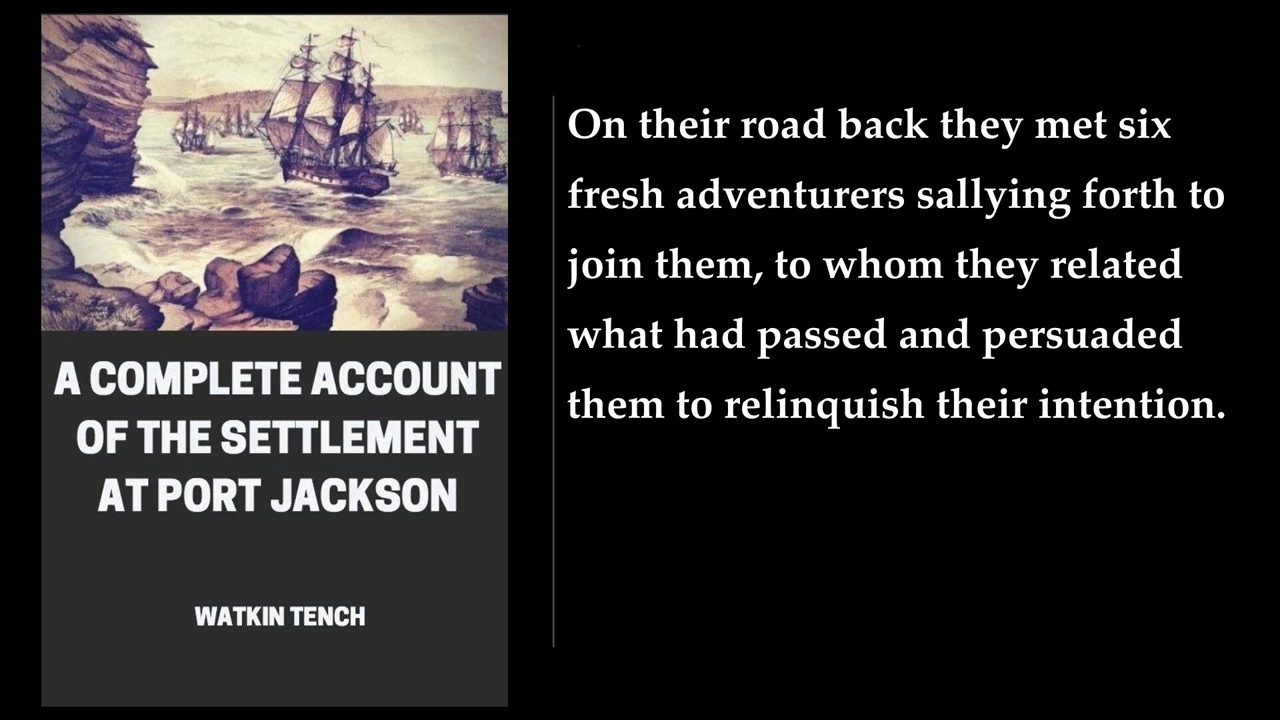 A COMPLETE ACCOUNT
OF THE SETTLEMENT
AT PORT JACKSON
WATKIN TENCH
On their road back they met six
fresh adventurers sallying forth to
join them, to whom they related
what had passed and persuaded
them to relinquish their intention.